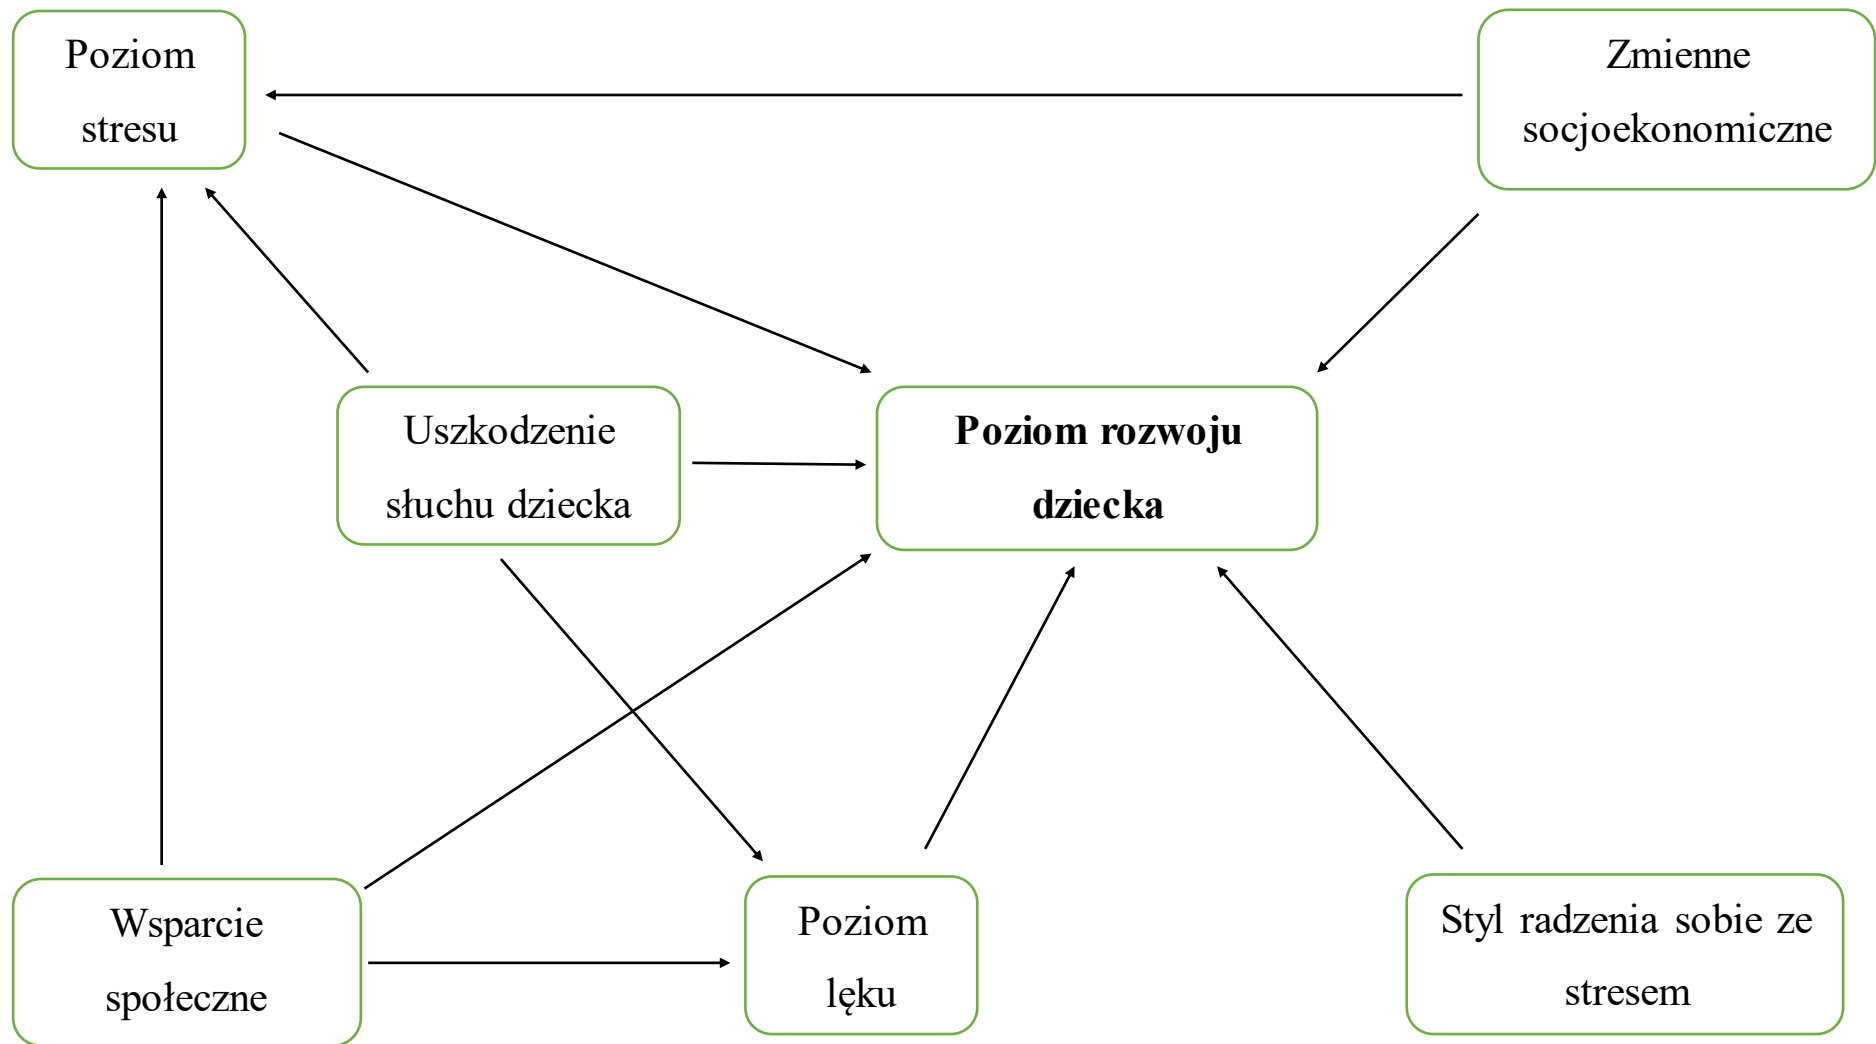 Poziom
stresu
Zmienne
socjoekonomiczne
Uszkodzenie
słuchu dziecka
Poziom rozwoju
dziecka
Wsparcie
społeczne
Poziom
lęku
Styl radzenia sobie ze
stresem